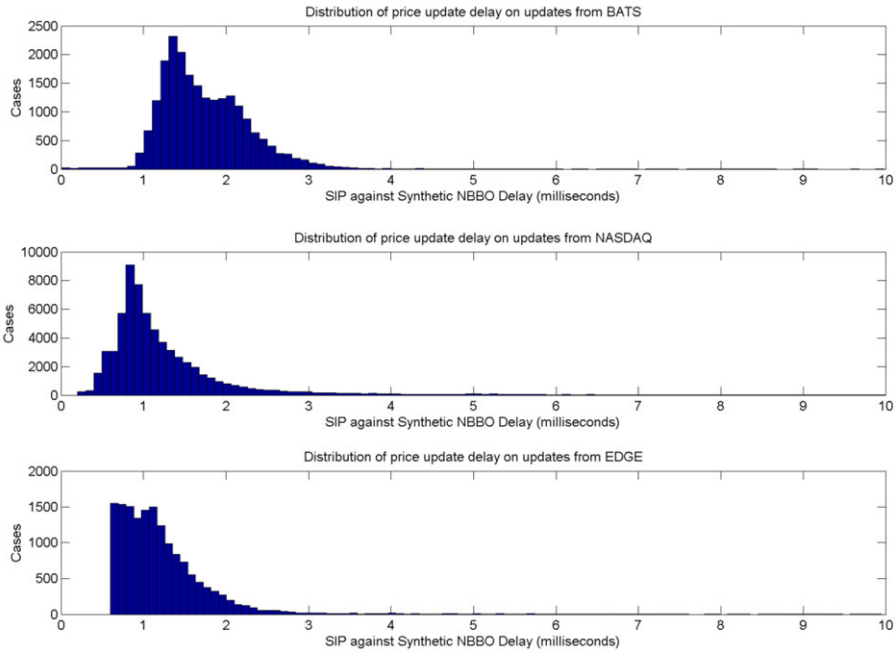 Distribution of price update delay on updates from BATS
2500
2000
1500
1000
500
0
Cases
0 1 2 3 4 5 6 7 8 9 10
SIP against Synthetic NBBO Delay (milliseconds)
Distribution of price update delay on updates from NASDAQ
10000
8000
6000
4000
2000
0
Cases
0 1 2 3 4 5 6 7 8 9 10
SIP against Synthetic NBBO Delay (milliseconds)
Distribution of price update delay on updates from EDGE
2000
1500
1000
500
0
Cases
0 1 2 3 4 5 6 7 8 9 10
SIP against Synthetic NBBO Delay (milliseconds)